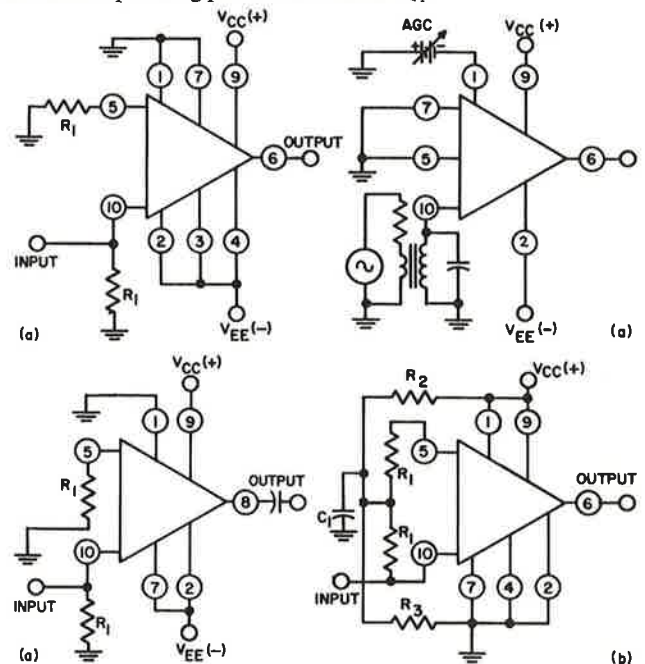 VCC(+)
1
7
9
5
R1
6
OUTPUT
10
INPUT
2
3
4
R1
VEE(-)
(a)
AGC
+
-
VCC(+)
1
9
7
5
6
10
2
VEE(-)
(a)
VCC(+)
1
9
5
R1
OUTPUT
8
10
INPUT
R1
7
2
VEE(-)
(a)
VCC(+)
R2
1
9
5
R1
OUTPUT
6
C1
R1
10
INPUT
R3
7
4
2
(b)